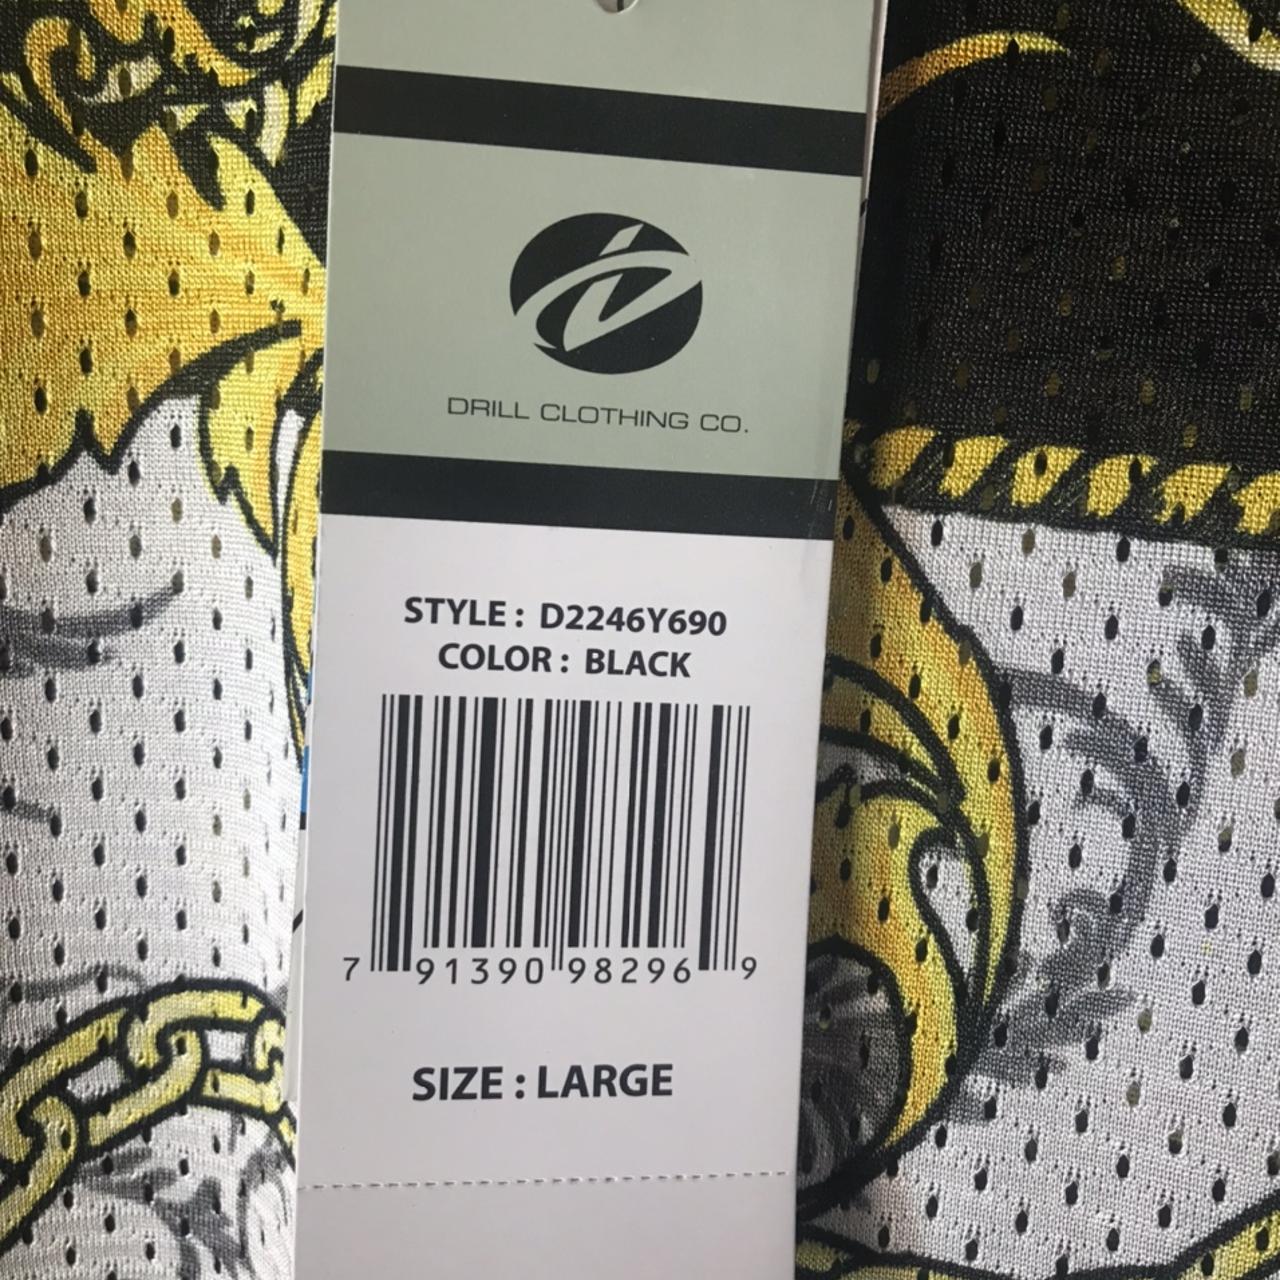 DRILL CLOTHING CO.
STYLE : D2246Y690
COLOR : BLACK
7 91390 98296 9
SIZE : LARGE